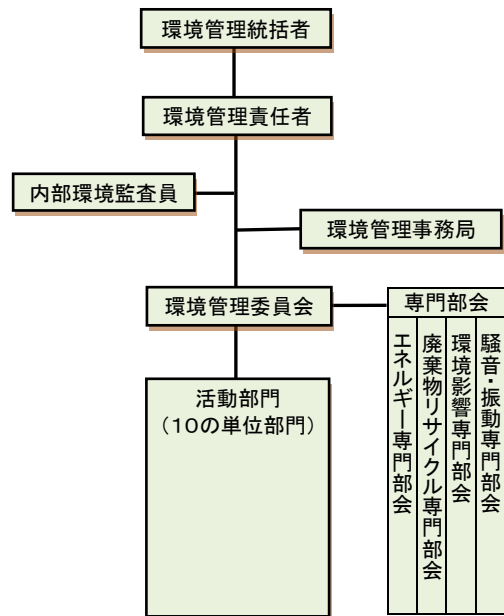 環境管理統括者
環境管理責任者
内部環境監査員
環境管理事務局
環境管理委員会
専門部会
エネルギー専門部会
廃棄物リサイクル専門部会
環境影響専門部会
騒音・振動専門部会
活動部門
（10の単位部門）